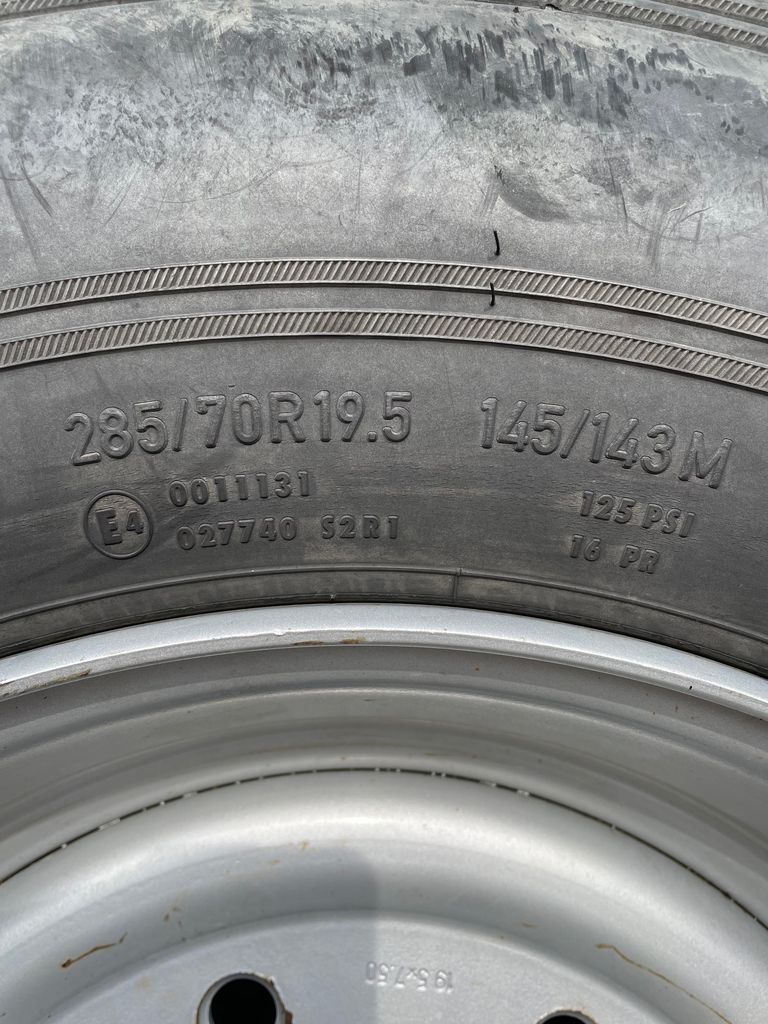 285/70R19.5 145/143M
E4 0011131
027740 S2R1
125 PSI
16 PR
19.5x7.50